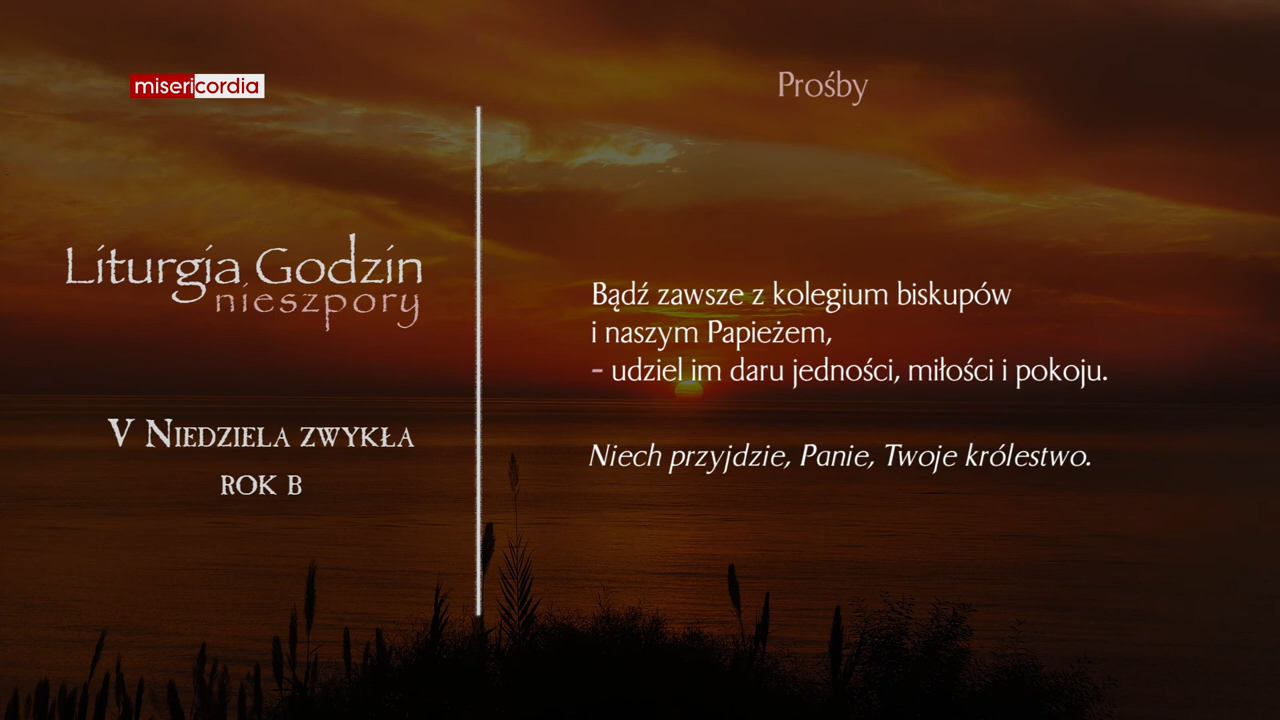 misericordia
Liturgia Godzin
nieszpory
V Niedziela zwykła
rok B
Prośby
Bądź zawsze z kolegium biskupów
i naszym Papieżem,
- udziel im daru jedności, miłości i pokoju.
Niech przyjdzie, Panie, Twoje królestwo.